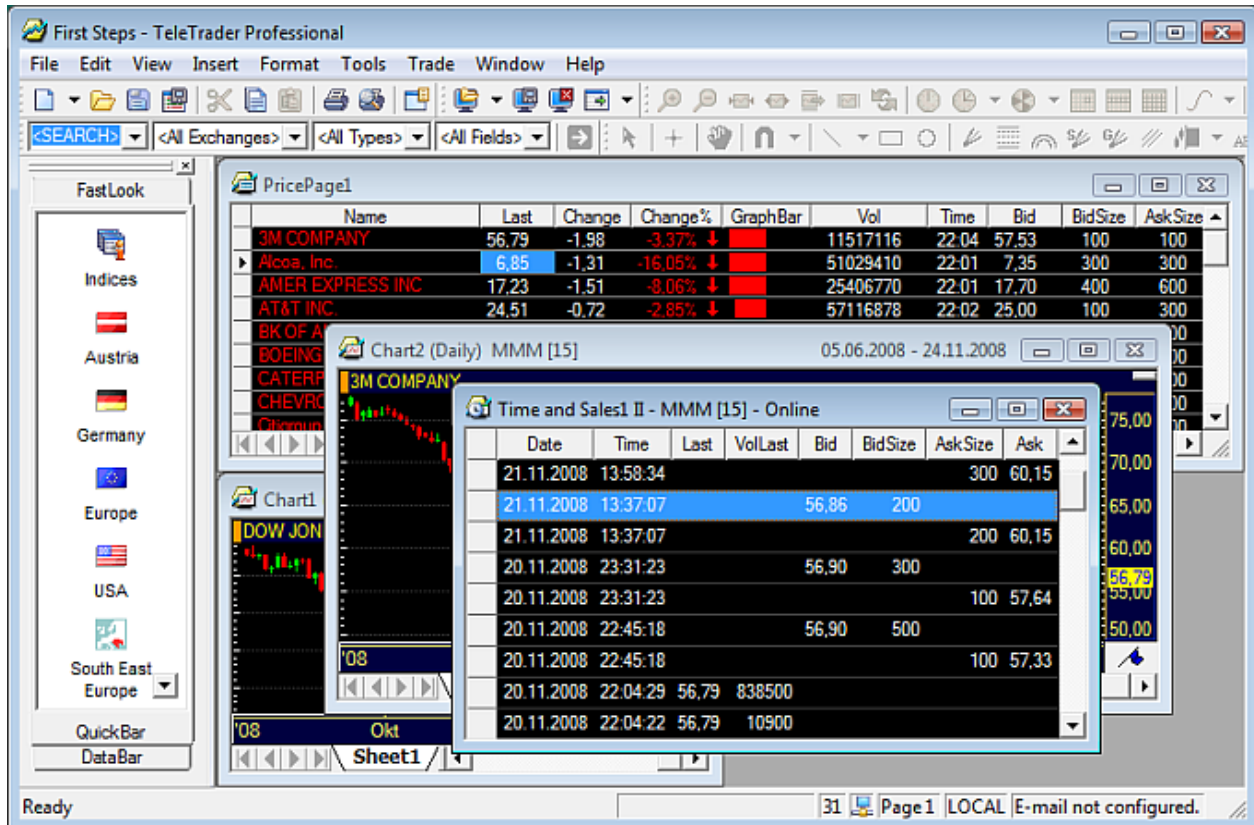 First Steps - TeleTrader Professional
File Edit View Insert Format Tools Trade Window Help
<SEARCH> <All Exchanges> <All Types> <All Fields>
FastLook
Indices
Austria
Germany
Europe
USA
South East
Europe
QuickBar
DataBar
PricePage1
Name Last Change Change% GraphBar Vol Time Bid BidSize AskSize
3M COMPANY 56,79 -1,98 -3,37% 11517116 22:04 57,53 100 100
Alcoa, Inc. 6,85 -1,31 -16,05% 51029410 22:01 7,35 300 300
AMER EXPRESS INC 17,23 -1,51 -8,06% 25406770 22:01 17,70 400 600
AT&T INC. 24,51 -0,72 -2,85% 57116878 22:02 25,00 100 300
BK OF A
BOEING
CATERP
CHEVRO
Chart2 (Daily) MMM [15] 05.06.2008 - 24.11.2008
3M COMPANY
75,00
70,00
65,00
60,00
56,79
55,00
50,00
'08
Time and Sales1 II - MMM [15] - Online
Date Time Last VolLast Bid BidSize AskSize Ask
21.11.2008 13:58:34 300 60,15
21.11.2008 13:37:07 56,86 200
21.11.2008 13:37:07 200 60,15
20.11.2008 23:31:23 56,90 300
20.11.2008 23:31:23 100 57,64
20.11.2008 22:45:18 56,90 500
20.11.2008 22:45:18 100 57,33
20.11.2008 22:04:29 56,79 838500
20.11.2008 22:04:22 56,79 10900
Chart1
DOW JON
'08 Okt
Sheet1
Ready 31 Page 1 LOCAL E-mail not configured.